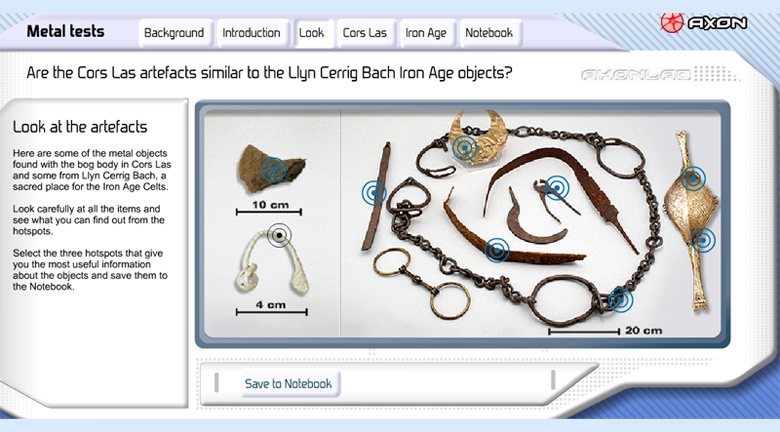 Metal tests
Background
Introduction
Look
Cors Las
Iron Age
Notebook
AXON
Are the Cors Las artefacts similar to the Llyn Cerrig Bach Iron Age objects?
AXONLAB
Look at the artefacts
Here are some of the metal objects
found with the bog body in Cors Las
and some from Llyn Cerrig Bach, a
sacred place for the Iron Age Celts.
Look carefully at all the items and
see what you can find out from the
hotspots.
Select the three hotspots that give
you the most useful information
about the objects and save them to
the Notebook.
10 cm
4 cm
20 cm
Save to Notebook